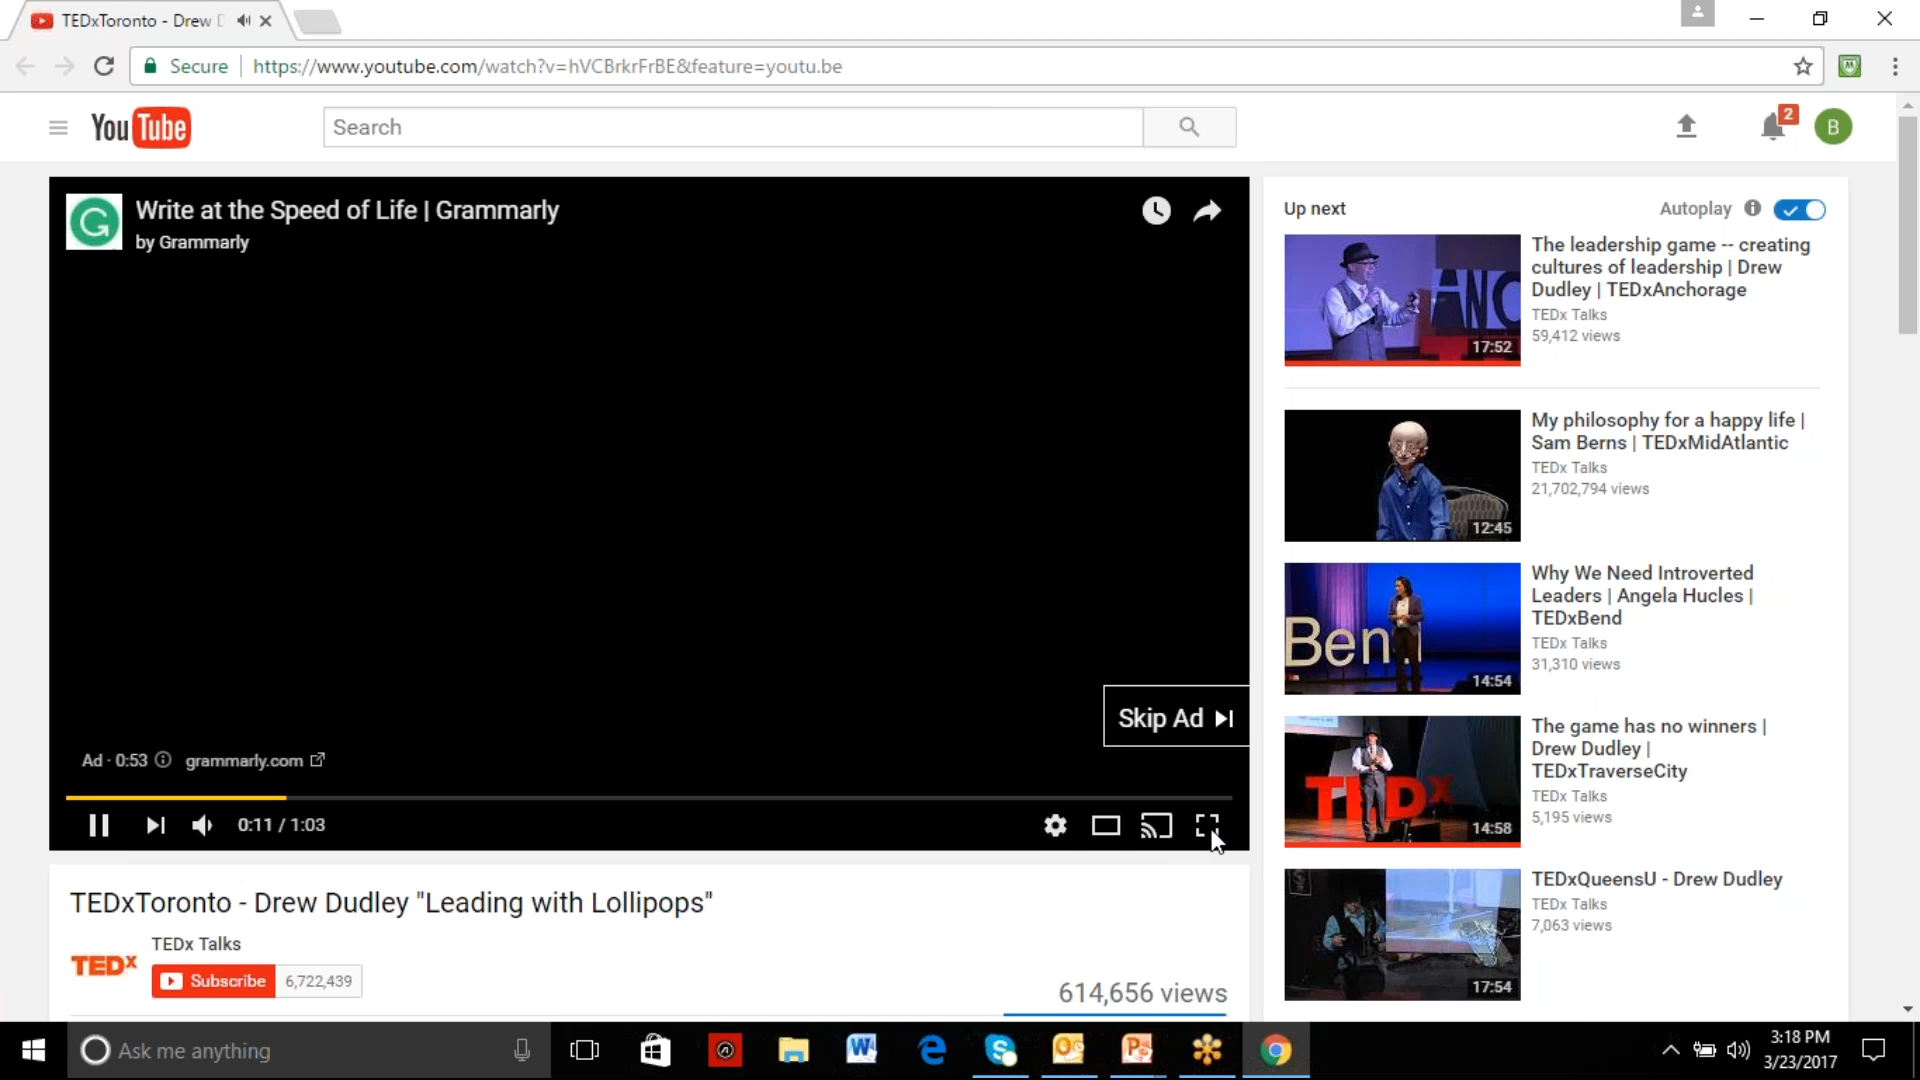 TEDxToronto - Drew D
Secure https://www.youtube.com/watch?v=hVCBrkrFrBE&feature=youtu.be
YouTube
Search
2
B
Write at the Speed of Life | Grammarly
by Grammarly
Skip Ad
Ad · 0:53 grammarly.com
0:11 / 1:03
TEDxToronto - Drew Dudley "Leading with Lollipops"
TEDx
TEDx Talks
Subscribe 6,722,439
614,656 views
Up next
Autoplay
ANC
17:52
The leadership game -- creating
cultures of leadership | Drew
Dudley | TEDxAnchorage
TEDx Talks
59,412 views
12:45
My philosophy for a happy life |
Sam Berns | TEDxMidAtlantic
TEDx Talks
21,702,794 views
Ben
14:54
Why We Need Introverted
Leaders | Angela Hucles |
TEDxBend
TEDx Talks
31,310 views
TEDx
14:58
The game has no winners |
Drew Dudley |
TEDxTraverseCity
TEDx Talks
5,195 views
17:54
TEDxQueensU - Drew Dudley
TEDx Talks
7,063 views
Ask me anything
3:18 PM
3/23/2017